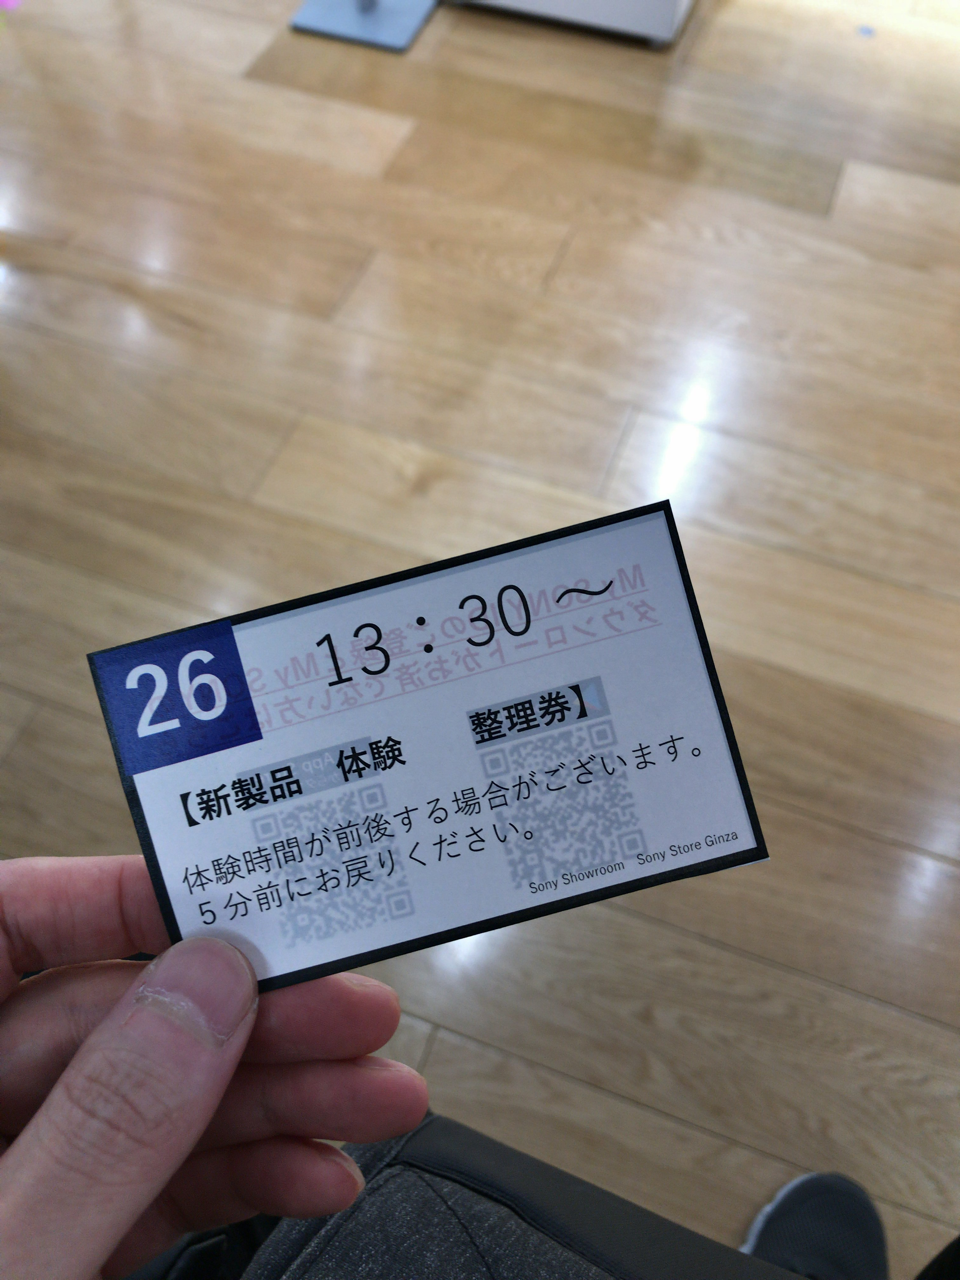 26
13：30～
【新製品　体験　　整理券】
体験時間が前後する場合がございます。
５分前にお戻りください。
Sony Showroom　Sony Store Ginza